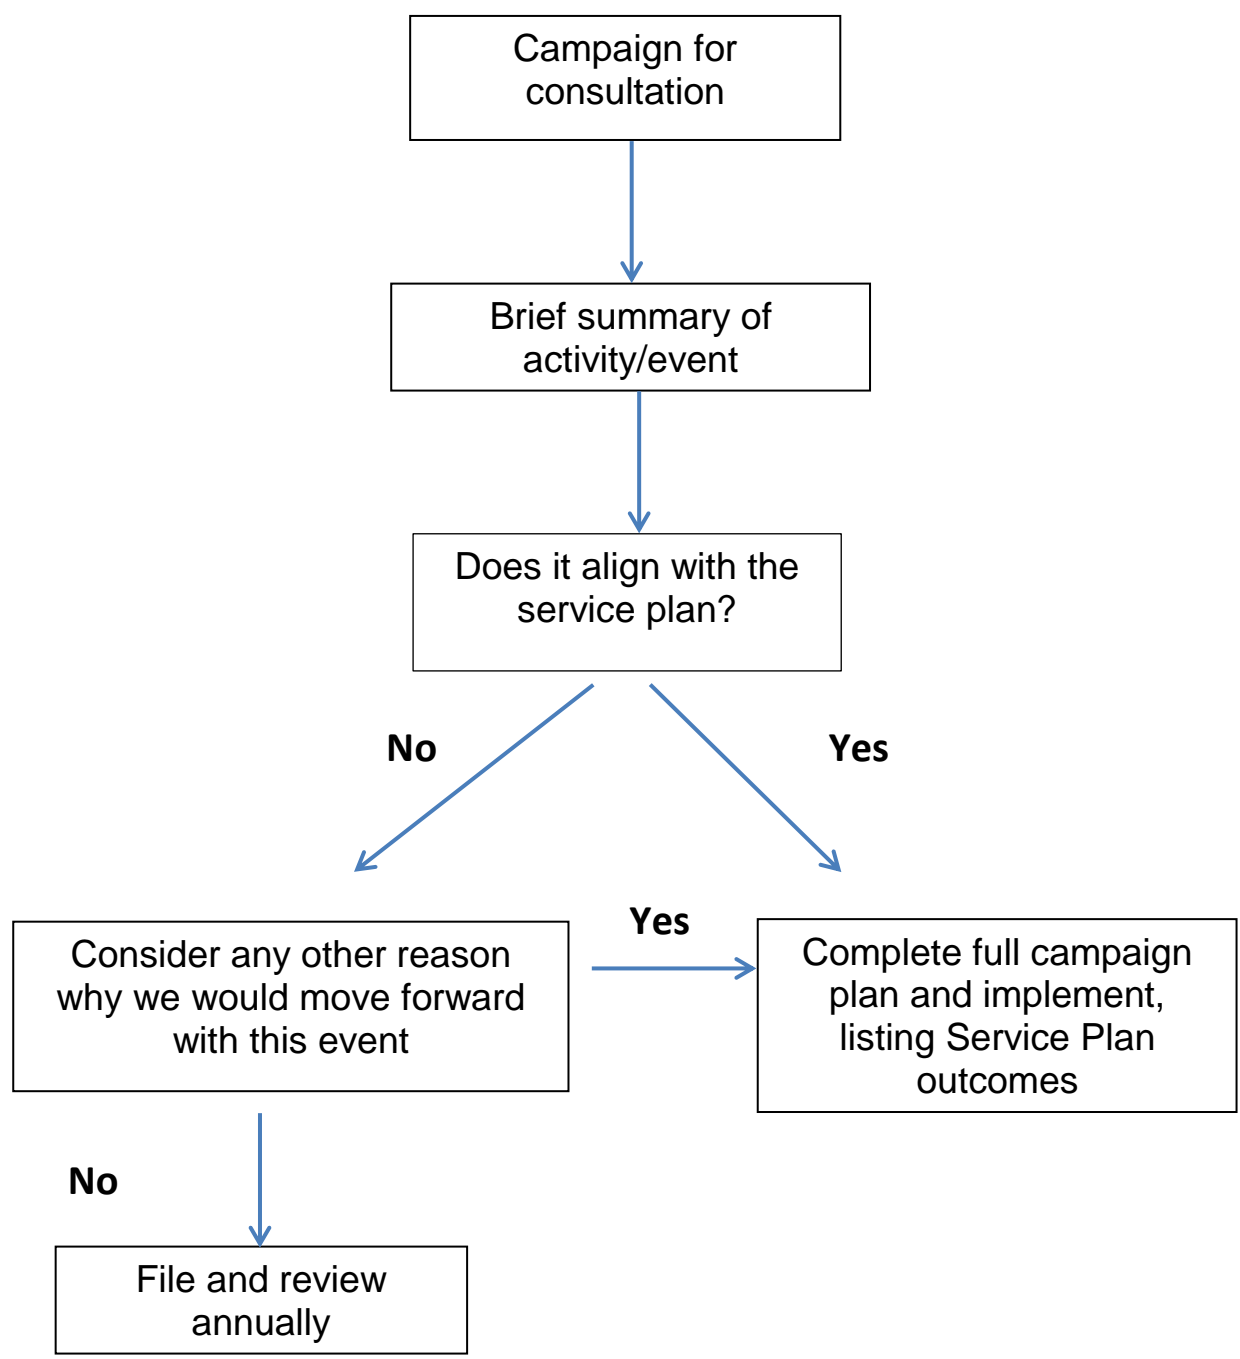 Campaign for
consultation
Brief summary of
activity/event
Does it align with the
service plan?
No
Yes
Consider any other reason
why we would move forward
with this event
Yes
Complete full campaign
plan and implement,
listing Service Plan
outcomes
No
File and review
annually